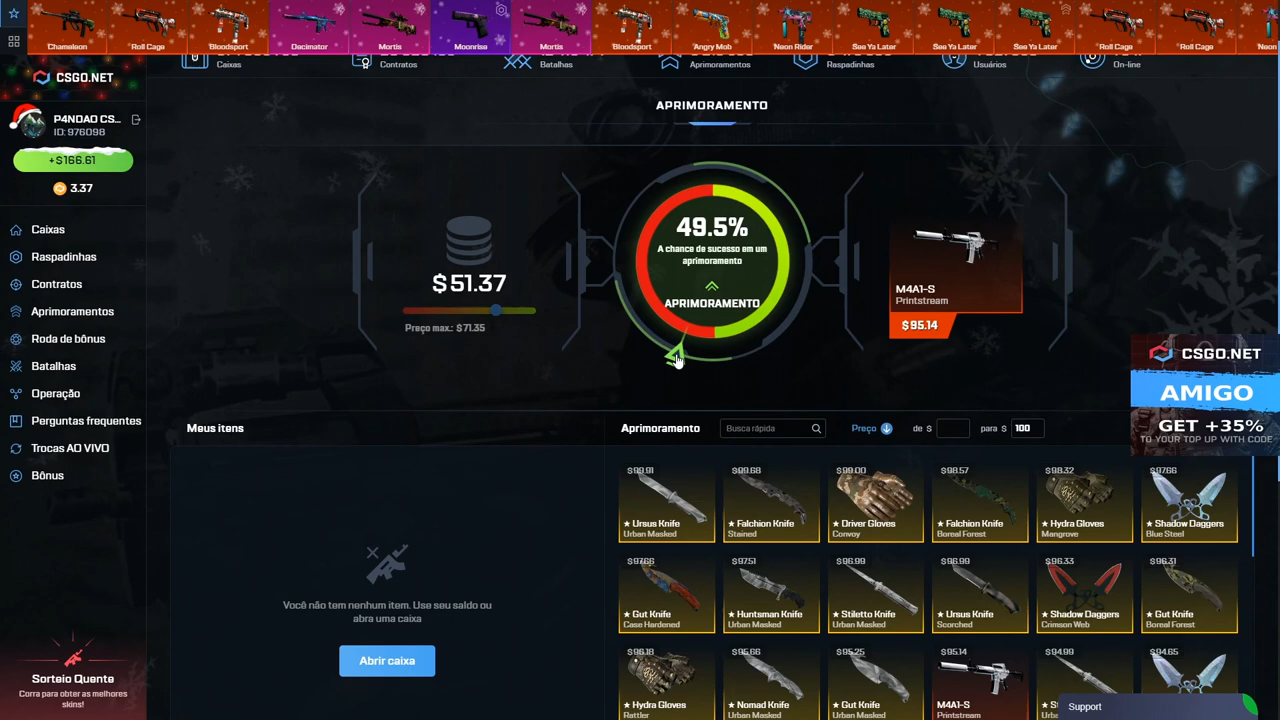 Chameleon
Roll Cage
Bloodsport
Decimator
Mortis
Moonrise
Mortis
Bloodsport
Angry Mob
Neon Rider
See Ya Later
See Ya Later
See Ya Later
Roll Cage
Roll Cage
Neon
CSGO.NET
Caixas
Contratos
Batalhas
Aprimoramentos
Raspadinhas
Usuários
On-line
P4NDAO CS...
ID: 976098
+$166.61
3.37
Caixas
Raspadinhas
Contratos
Aprimoramentos
Roda de bônus
Batalhas
Operação
Perguntas frequentes
Trocas AO VIVO
Bônus
Sorteio Quente
Corra para obter as melhores
skins!
APRIMORAMENTO
$51.37
Preço max.: $71.35
49.5%
A chance de sucesso em um
aprimoramento
APRIMORAMENTO
M4A1-S
Printstream
$95.14
CSGO.NET
AMIGO
GET +35%
TO YOUR TOP UP WITH CODE
Meus itens
Você não tem nenhum item. Use seu saldo ou
abra uma caixa
Abrir caixa
Aprimoramento
Busca rápida
Preço
de $
para $ 100
$99.91
★ Ursus Knife
Urban Masked
$99.68
★ Falchion Knife
Stained
$99.00
★ Driver Gloves
Convoy
$98.57
★ Falchion Knife
Boreal Forest
$98.32
★ Hydra Gloves
Mangrove
$97.66
★ Shadow Daggers
Blue Steel
$97.66
★ Gut Knife
Case Hardened
$97.51
★ Huntsman Knife
Urban Masked
$96.99
★ Stiletto Knife
Urban Masked
$96.99
★ Ursus Knife
Scorched
$96.33
★ Shadow Daggers
Crimson Web
$96.31
★ Gut Knife
Boreal Forest
$96.18
★ Hydra Gloves
Rattler
$95.66
★ Nomad Knife
Urban Masked
$95.25
★ Gut Knife
Urban Masked
$95.14
M4A1-S
Printstream
$94.99
$94.65
Support